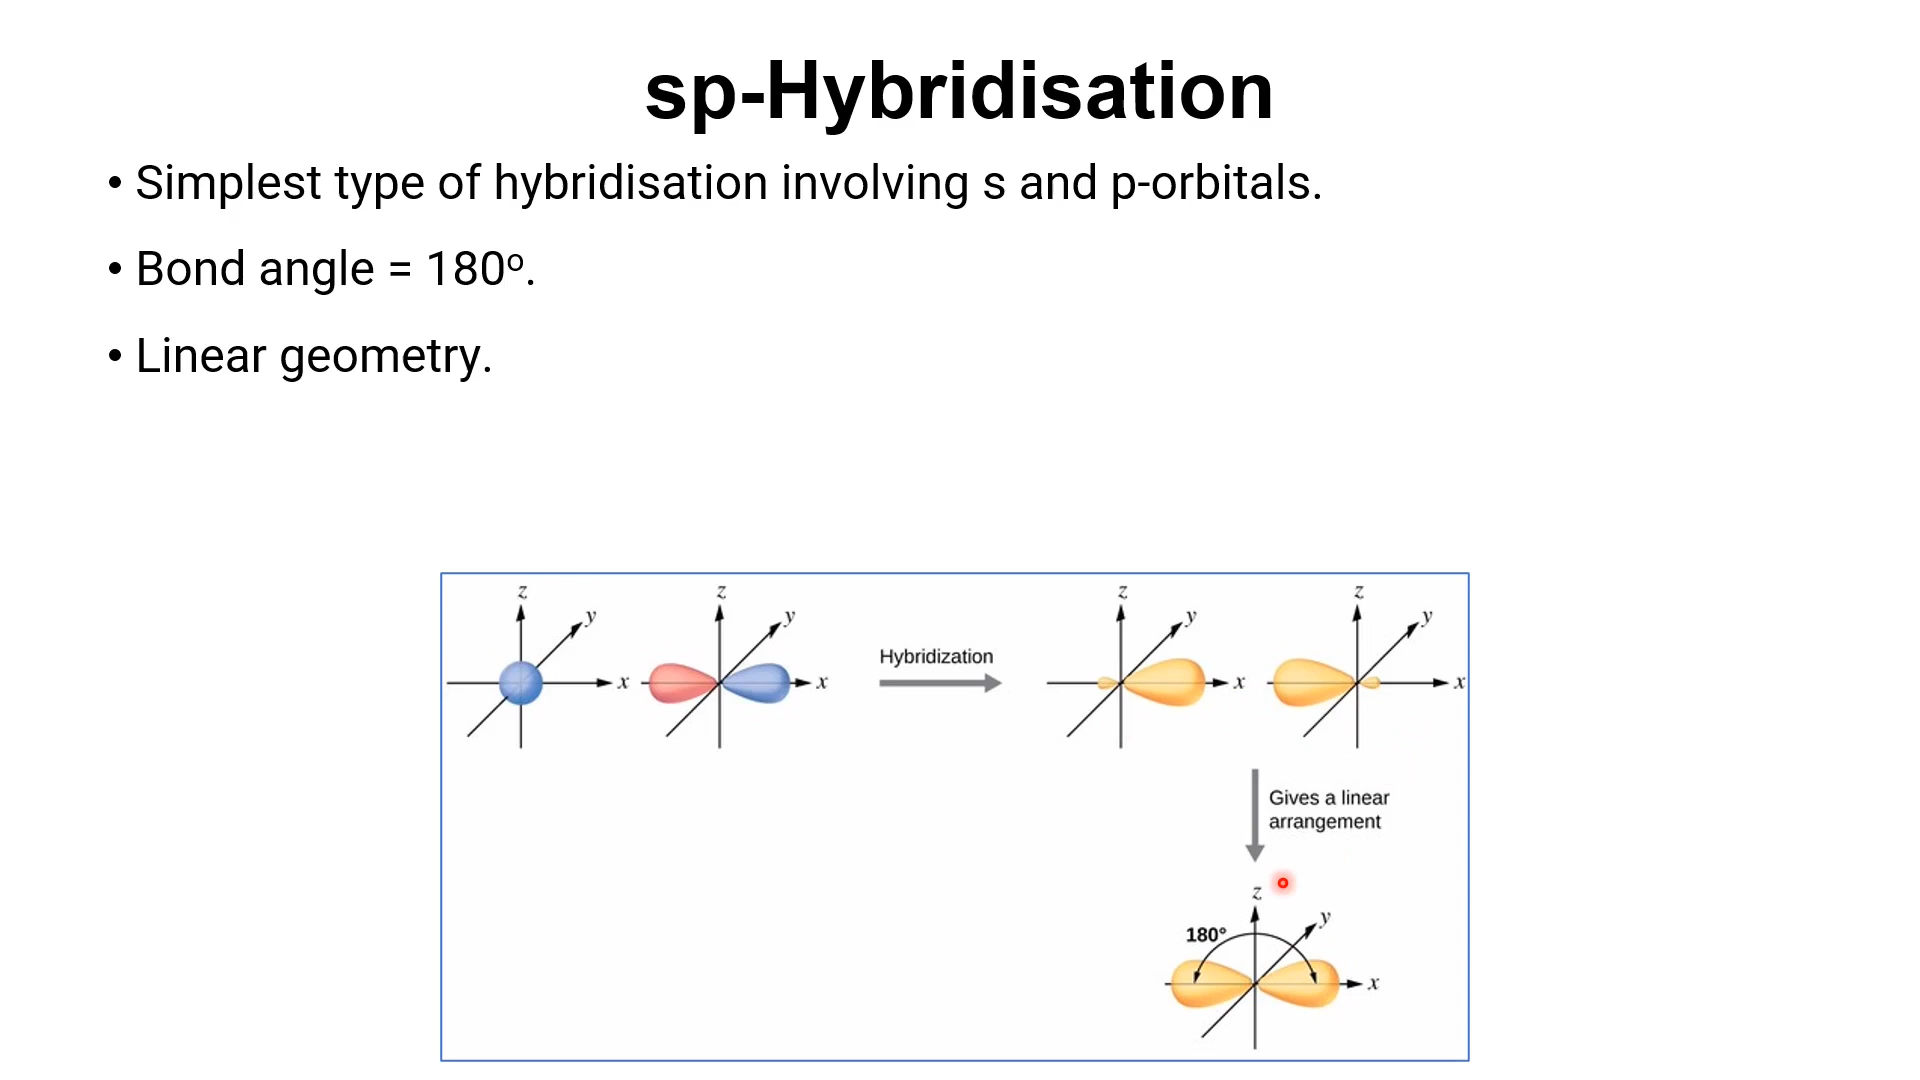 sp-Hybridisation
• Simplest type of hybridisation involving s and p-orbitals.
• Bond angle = 180º.
• Linear geometry.
z
y
x
z
y
x
Hybridization
z
y
x
z
y
x
Gives a linear
arrangement
z
y
180°
x